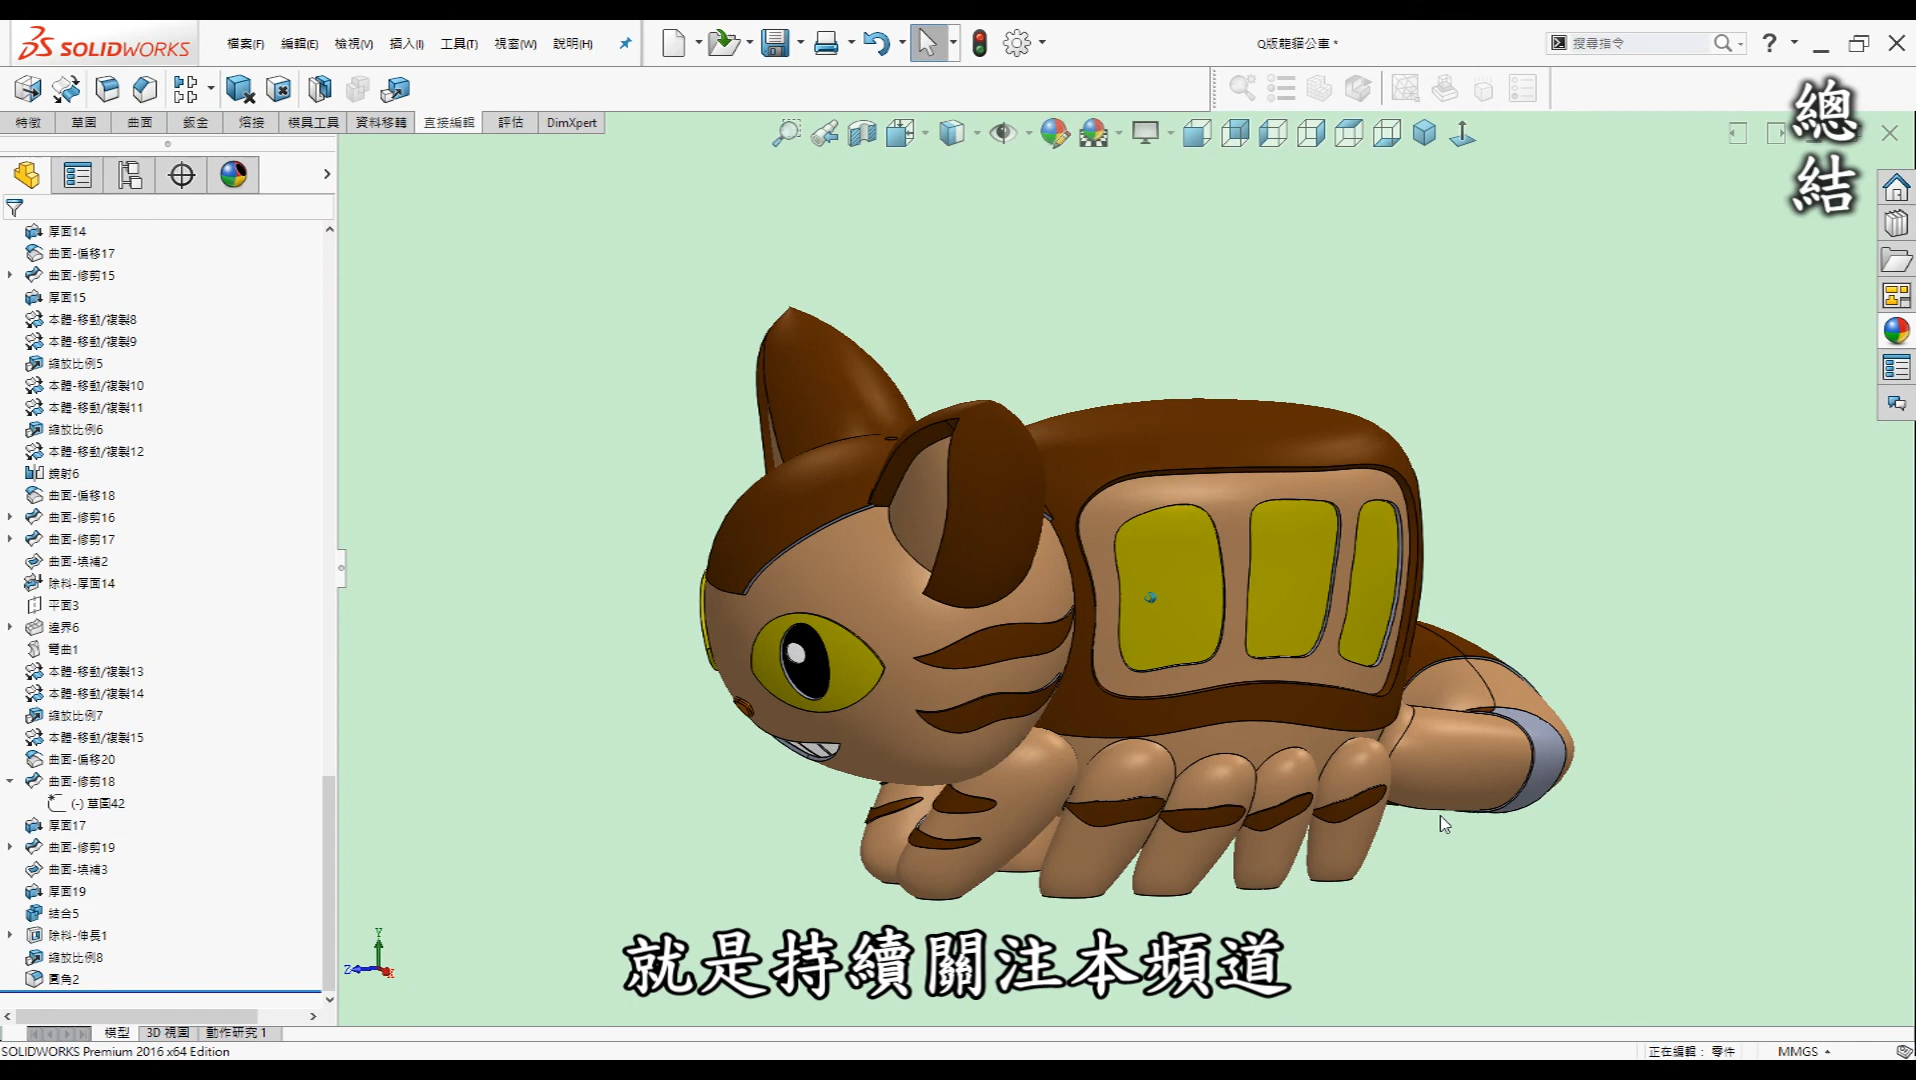 SOLIDWORKS
檔案(F) 編輯(E) 檢視(V) 插入(I) 工具(T) 視窗(W) 說明(H)
Q版龍貓公車 *
搜尋指令
特徵 草圖 曲面 鈑金 熔接 模具工具 資料移轉 直接編輯 評估 DimXpert
總結
厚面14
曲面-偏移17
曲面-修剪15
厚面15
本體-移動/複製8
本體-移動/複製9
縮放比例5
本體-移動/複製10
本體-移動/複製11
縮放比例6
本體-移動/複製12
鏡射6
曲面-偏移18
曲面-修剪16
曲面-修剪17
曲面-填補2
除料-厚面14
平面3
邊界6
彎曲1
本體-移動/複製13
本體-移動/複製14
縮放比例7
本體-移動/複製15
曲面-偏移20
曲面-修剪18
(-) 草圖42
厚面17
曲面-修剪19
曲面-填補3
厚面19
結合5
除料-伸長1
縮放比例8
圓角2
Y
Z
X
就是持續關注本頻道
模型 3D 視圖 動作研究 1
SOLIDWORKS Premium 2016 x64 Edition
正在編輯： 零件
MMGS